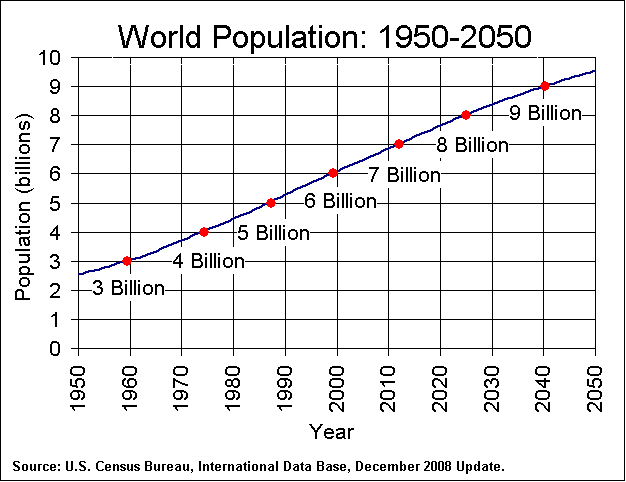 World Population: 1950-2050
10
9
8
7
6
5
4
3
2
1
0
Population (billions)
3 Billion
4 Billion
5 Billion
6 Billion
7 Billion
8 Billion
9 Billion
1950
1960
1970
1980
1990
2000
2010
2020
2030
2040
2050
Year
Source: U.S. Census Bureau, International Data Base, December 2008 Update.